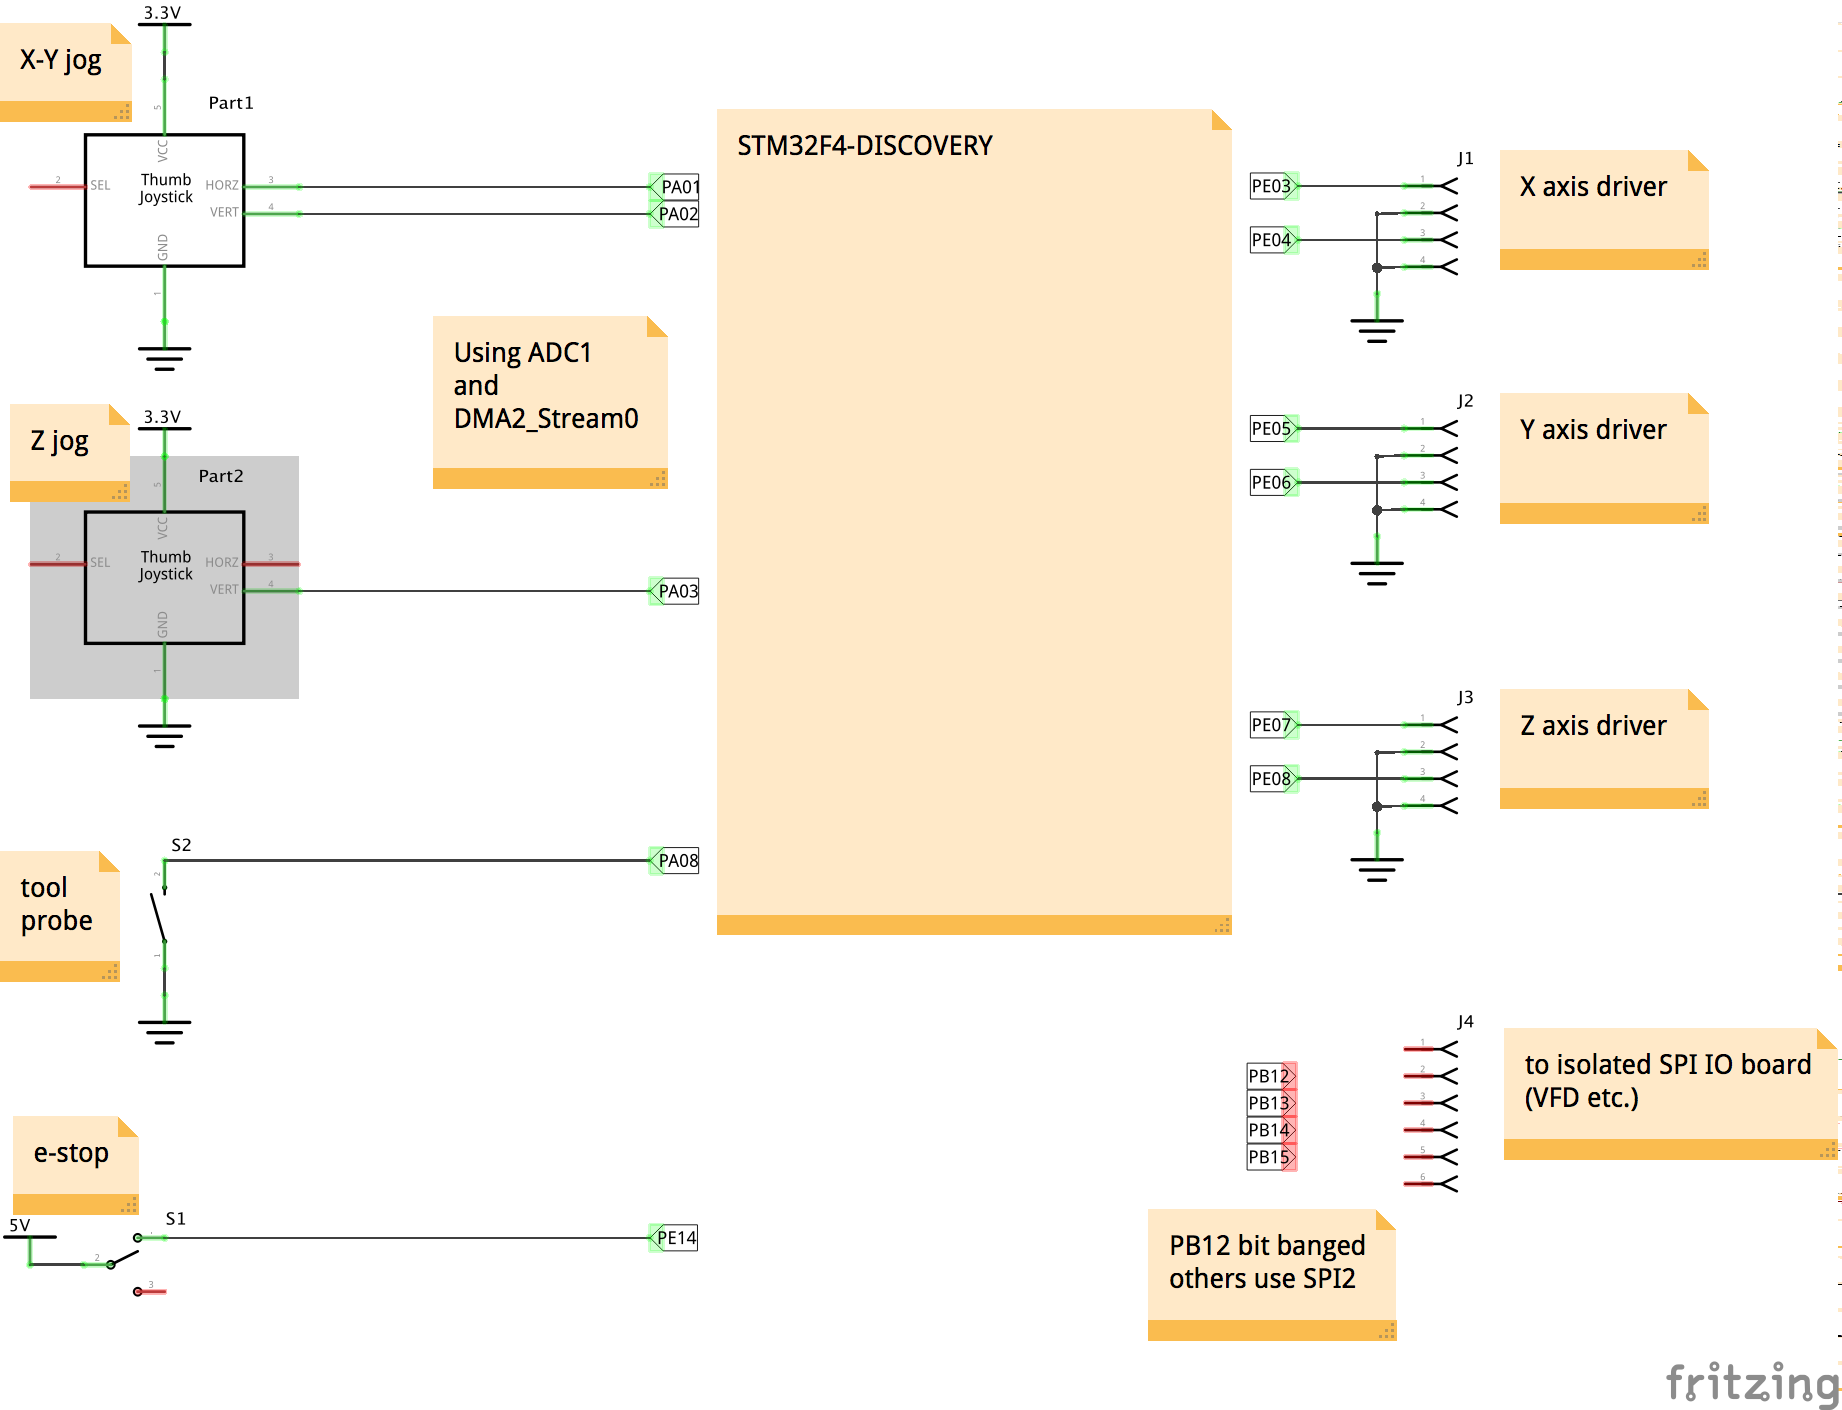 3.3V
X-Y jog
Part1
5
VCC
2
SEL
Thumb
Joystick
HORZ
3
VERT
4
GND
1
PA01
PA02
STM32F4-DISCOVERY
Using ADC1
and
DMA2_Stream0
3.3V
Z jog
Part2
5
VCC
2
SEL
Thumb
Joystick
HORZ
3
VERT
4
GND
1
PA03
S2
2
1
tool
probe
PA08
e-stop
5V
S1
2
3
PE14
PE03
PE04
J1
1
2
3
4
X axis driver
PE05
PE06
J2
1
2
3
4
Y axis driver
PE07
PE08
J3
1
2
3
4
Z axis driver
PB12
PB13
PB14
PB15
J4
1
2
3
4
5
6
to isolated SPI IO board
(VFD etc.)
PB12 bit banged
others use SPI2
fritzing